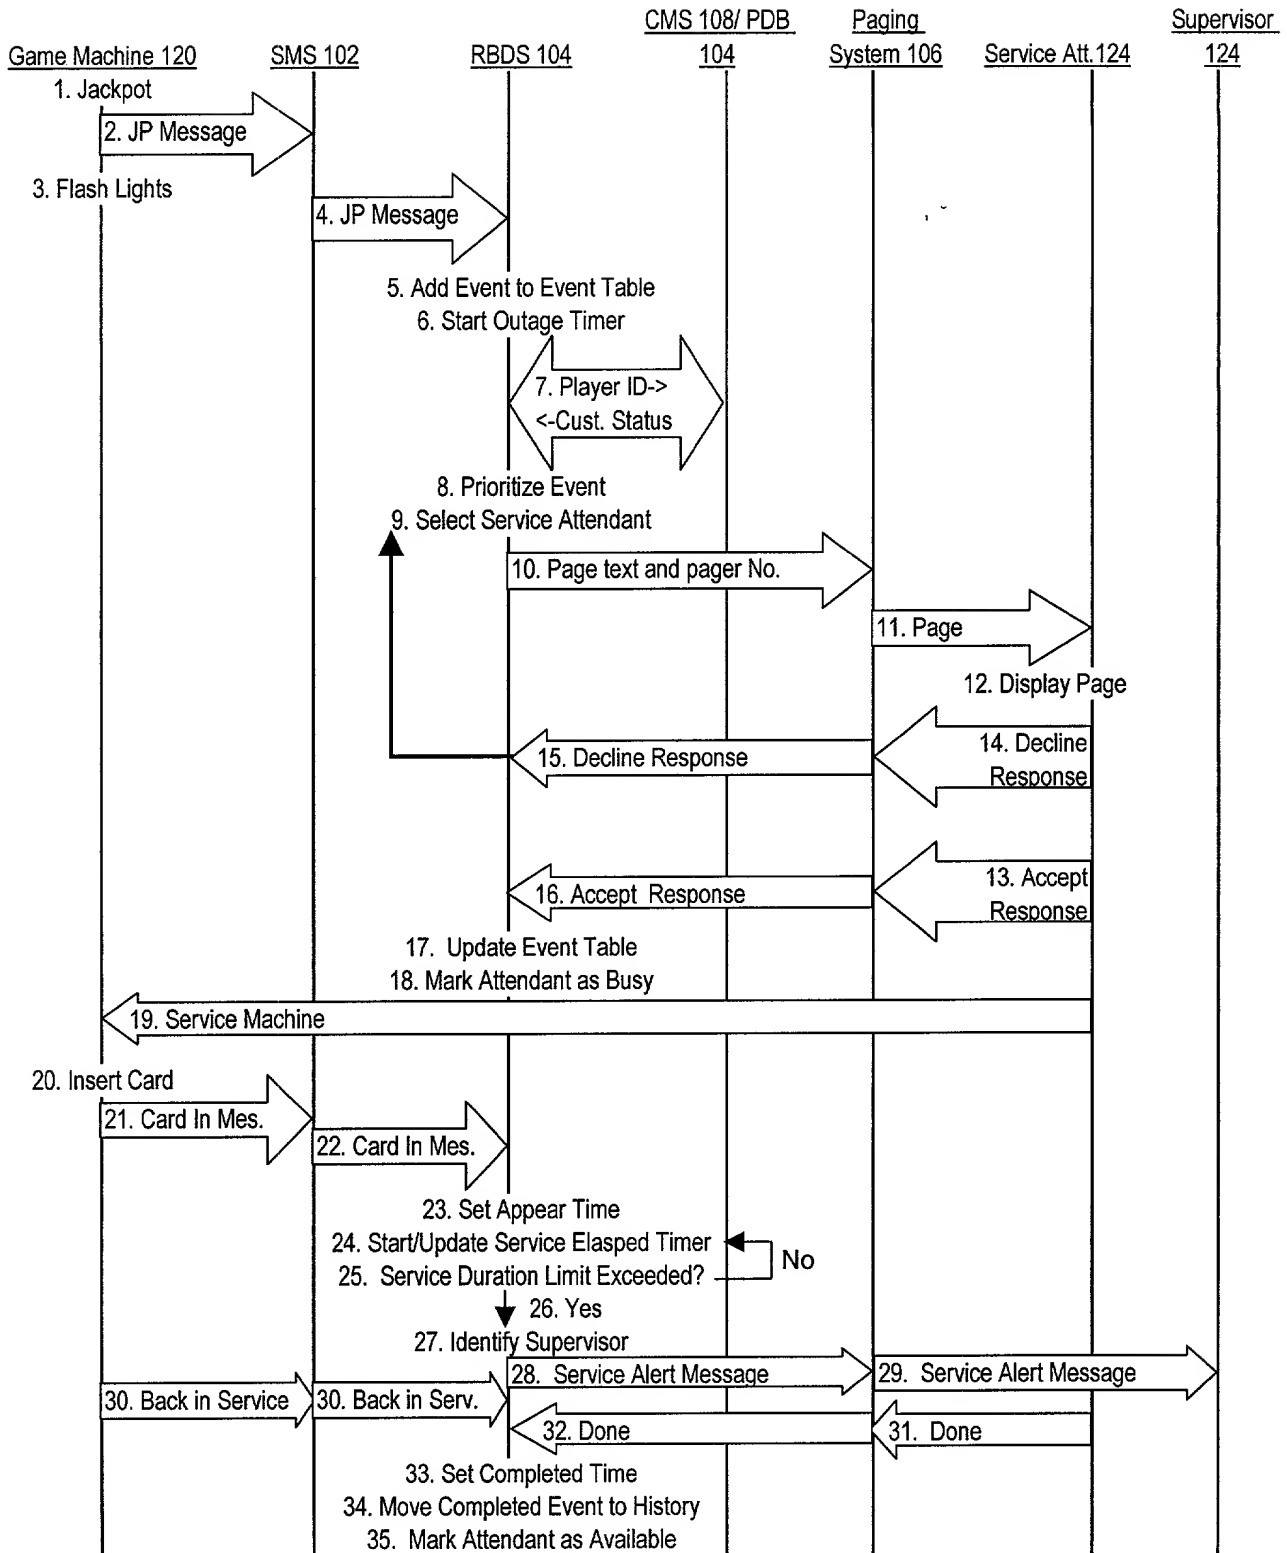 CMS 108/ PDB
Paging
Supervisor
Game Machine 120
SMS 102
RBDS 104
104
System 106
Service Att.124
124
1. Jackpot
2. JP Message
3. Flash Lights
4. JP Message
5. Add Event to Event Table
6. Start Outage Timer
7. Player ID->
<-Cust. Status
8. Prioritize Event
9. Select Service Attendant
10. Page text and pager No.
11. Page
12. Display Page
14. Decline
Response
15. Decline Response
13. Accept
Response
16. Accept Response
17. Update Event Table
18. Mark Attendant as Busy
19. Service Machine
20. Insert Card
21. Card In Mes.
22. Card In Mes.
23. Set Appear Time
24. Start/Update Service Elasped Timer
No
25. Service Duration Limit Exceeded?
26. Yes
27. Identify Supervisor
28. Service Alert Message
29. Service Alert Message
30. Back in Service
30. Back in Serv.
32. Done
31. Done
33. Set Completed Time
34. Move Completed Event to History
35. Mark Attendant as Available